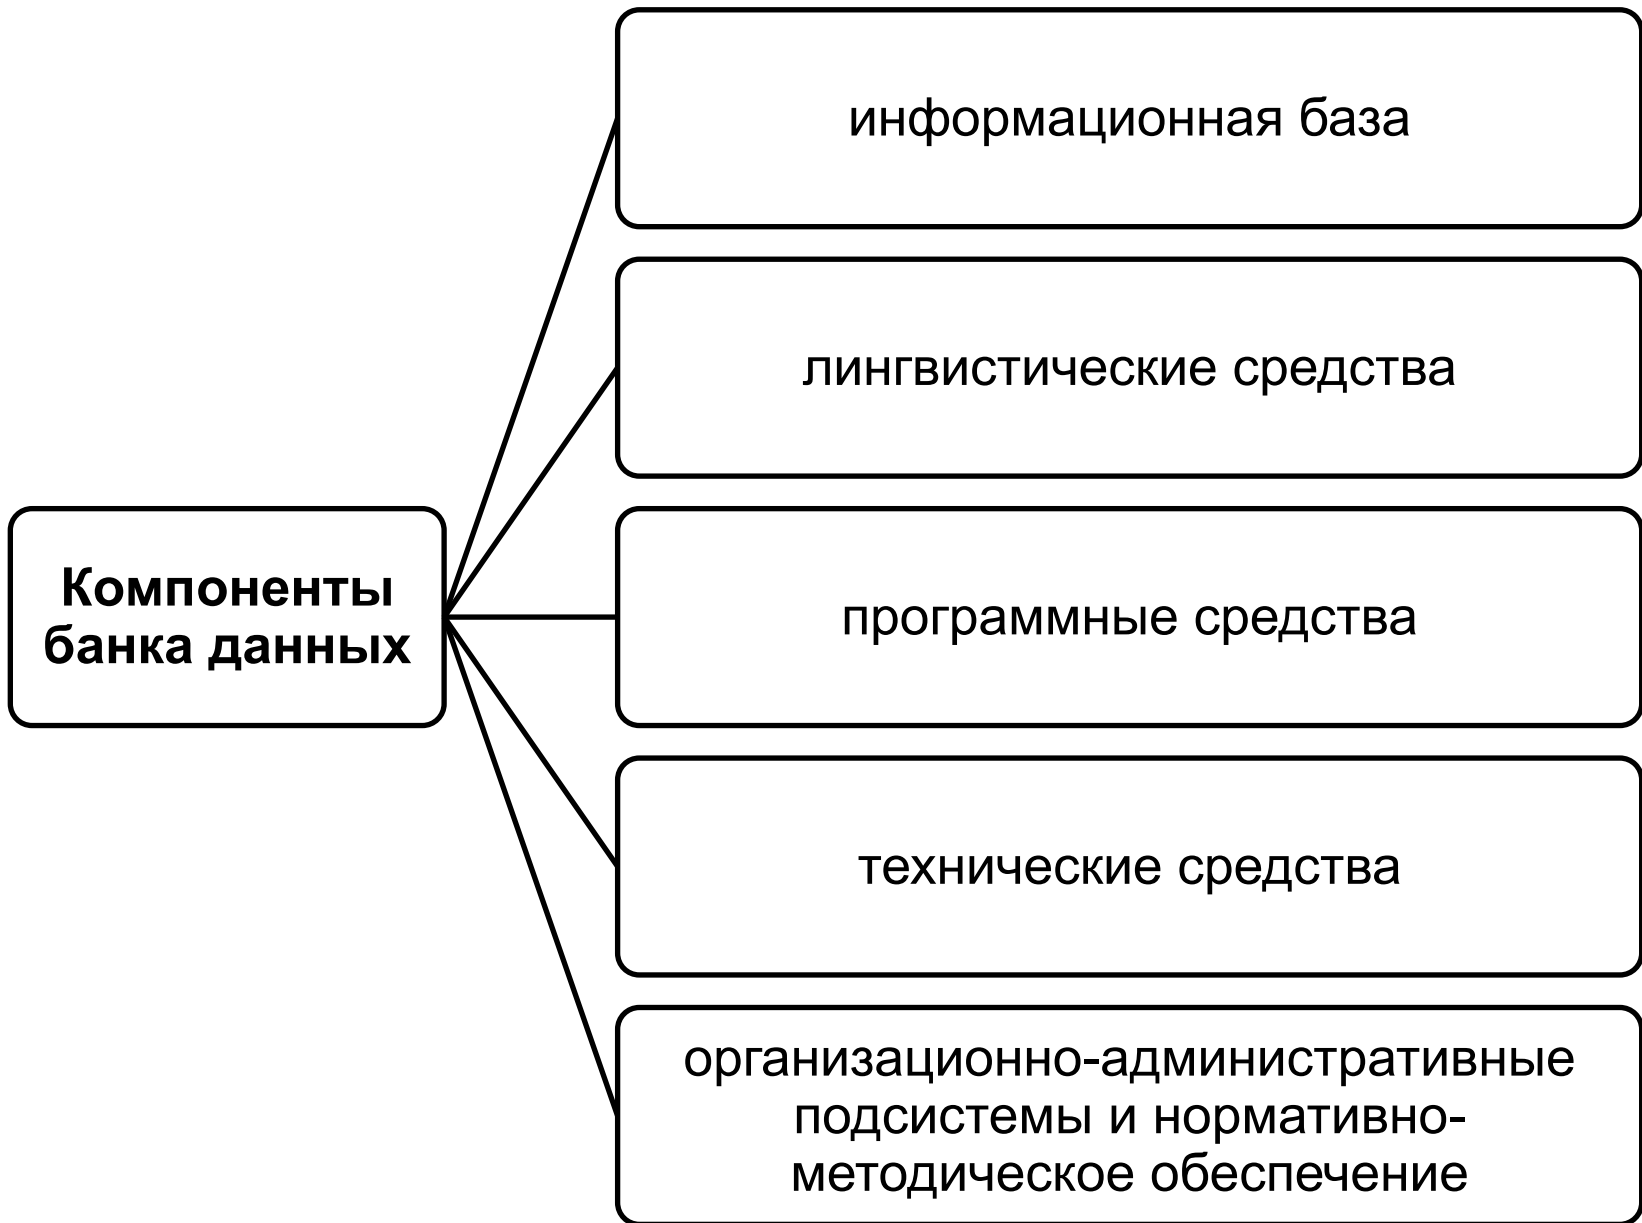 информационная база
лингвистические средства
Компоненты
банка данных
программные средства
технические средства
организационно-административные
подсистемы и нормативно-
методическое обеспечение